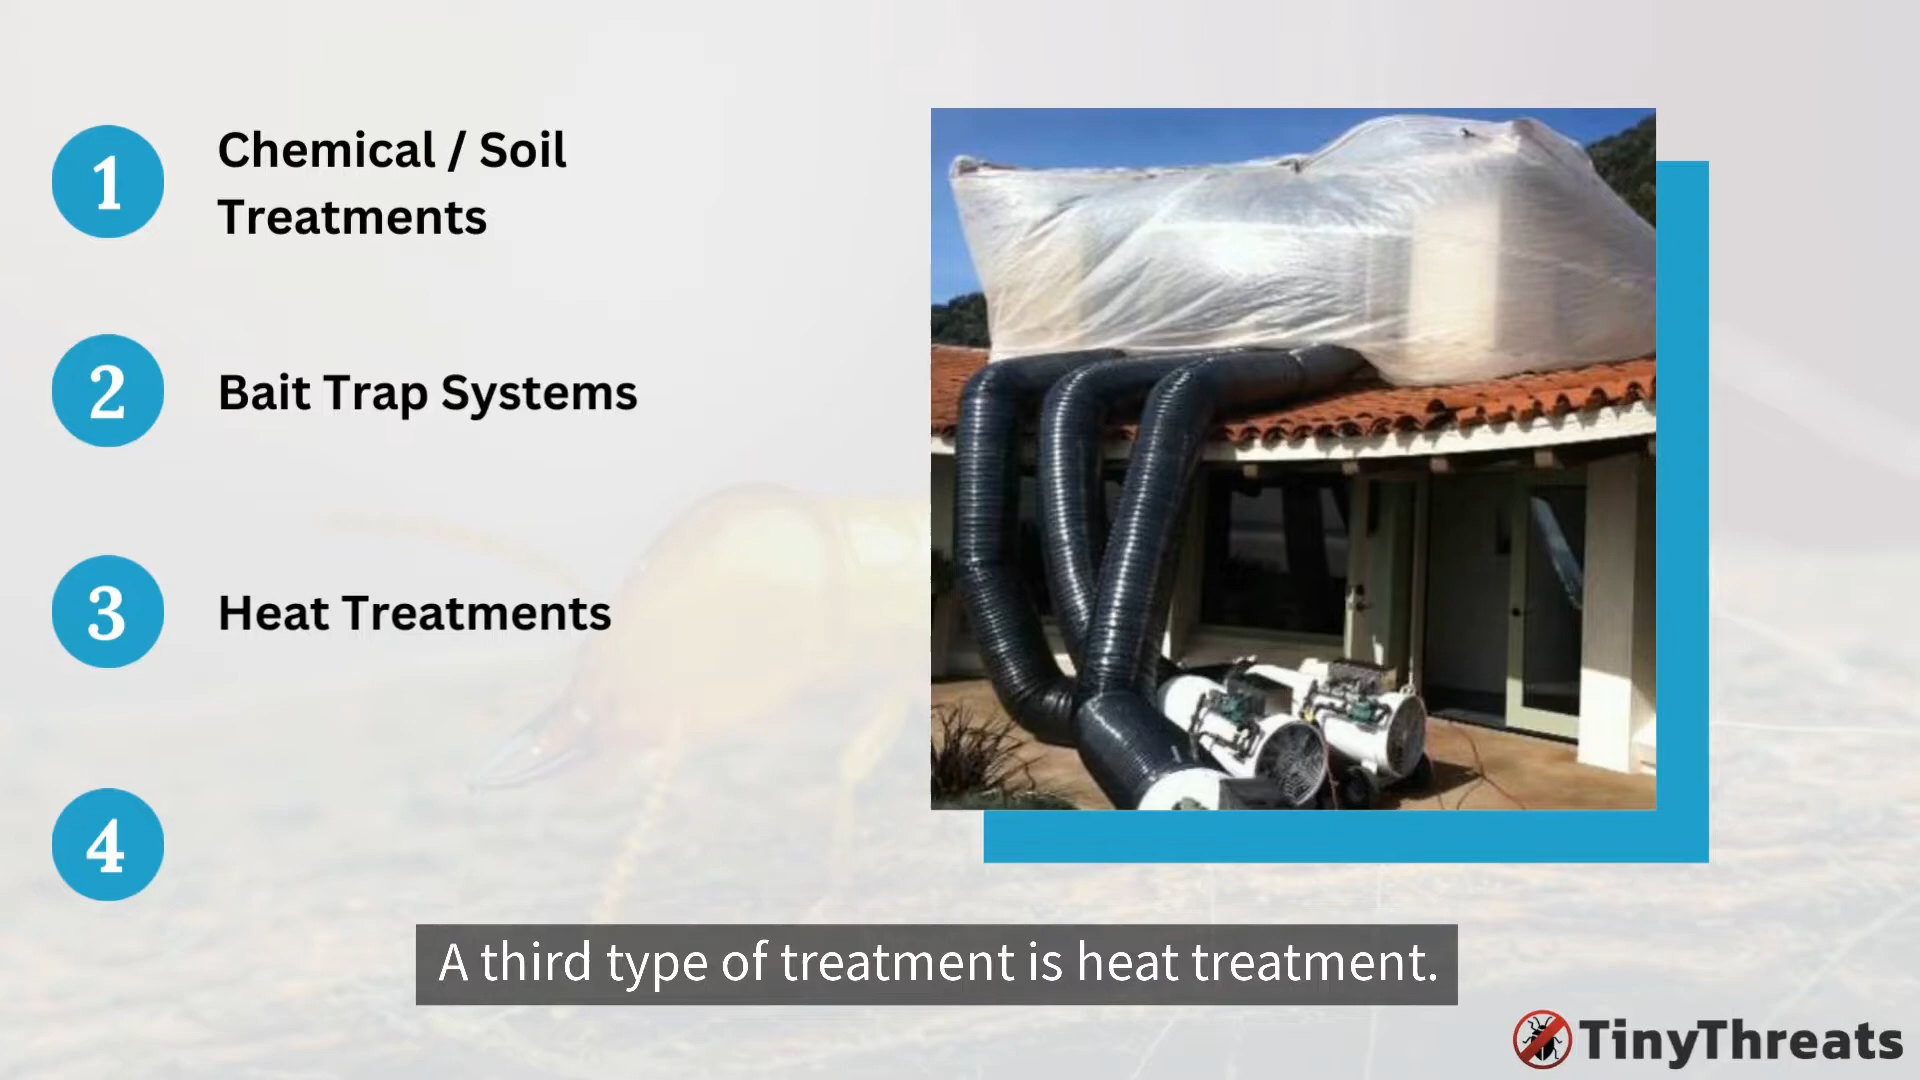 1
Chemical / Soil
Treatments
2
Bait Trap Systems
3
Heat Treatments
4
A third type of treatment is heat treatment.
TinyThreats